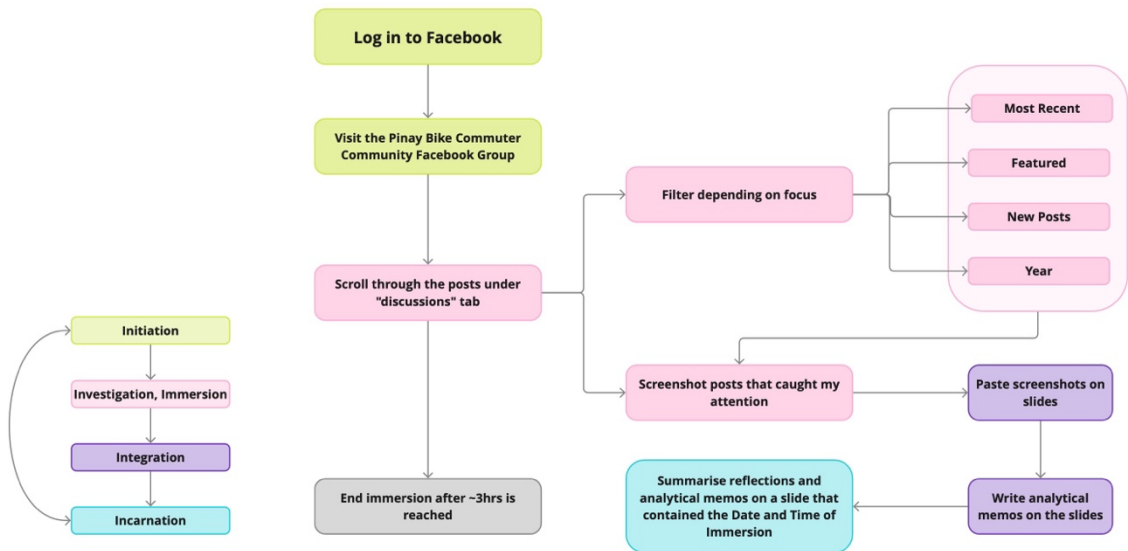 Log in to Facebook
Visit the Pinay Bike Commuter
Community Facebook Group
Scroll through the posts under
"discussions" tab
End immersion after ~3hrs is
reached
Filter depending on focus
Most Recent
Featured
New Posts
Year
Screenshot posts that caught my
attention
Paste screenshots on
slides
Write analytical
memos on the slides
Summarise reflections and
analytical memos on a slide that
contained the Date and Time of
Immersion
Initiation
Investigation, Immersion
Integration
Incarnation